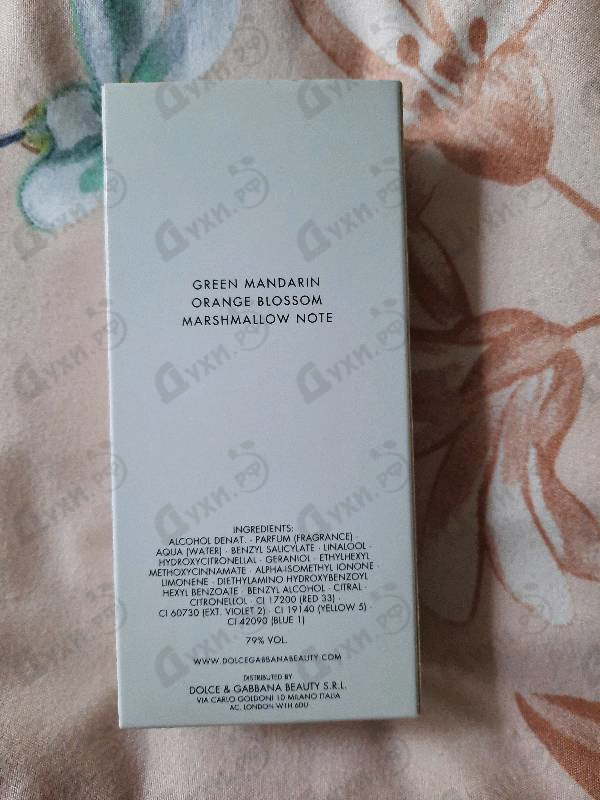 GREEN MANDARIN
ORANGE BLOSSOM
MARSHMALLOW NOTE
INGREDIENTS:
ALCOHOL DENAT. · PARFUM (FRAGRANCE) ·
AQUA (WATER) · BENZYL SALICYLATE · LINALOOL ·
HYDROXYCITRONELLAL · GERANIOL · ETHYLHEXYL
METHOXYCINNAMATE · ALPHA-ISOMETHYL IONONE ·
LIMONENE · DIETHYLAMINO HYDROXYBENZOYL
HEXYL BENZOATE · BENZYL ALCOHOL · CITRAL ·
CITRONELLOL · CI 17200 (RED 33) ·
CI 60730 (EXT. VIOLET 2) · CI 19140 (YELLOW 5) ·
CI 42090 (BLUE 1)
79% VOL.
WWW.DOLCEGABBANABEAUTY.COM
DISTRIBUTED BY
DOLCE & GABBANA BEAUTY S.R.L.
VIA CARLO GOLDONI 10 MILANO ITALIA
AC. LONDON W1H 6DU
Духи.рф